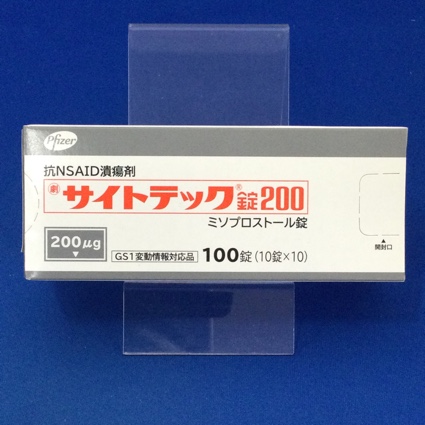 Pfizer
抗NSAID潰瘍剤
劇 サイトテック®錠200
ミソプロストール錠
200μg
GS1変動情報対応品 100錠(10錠×10)
開封口